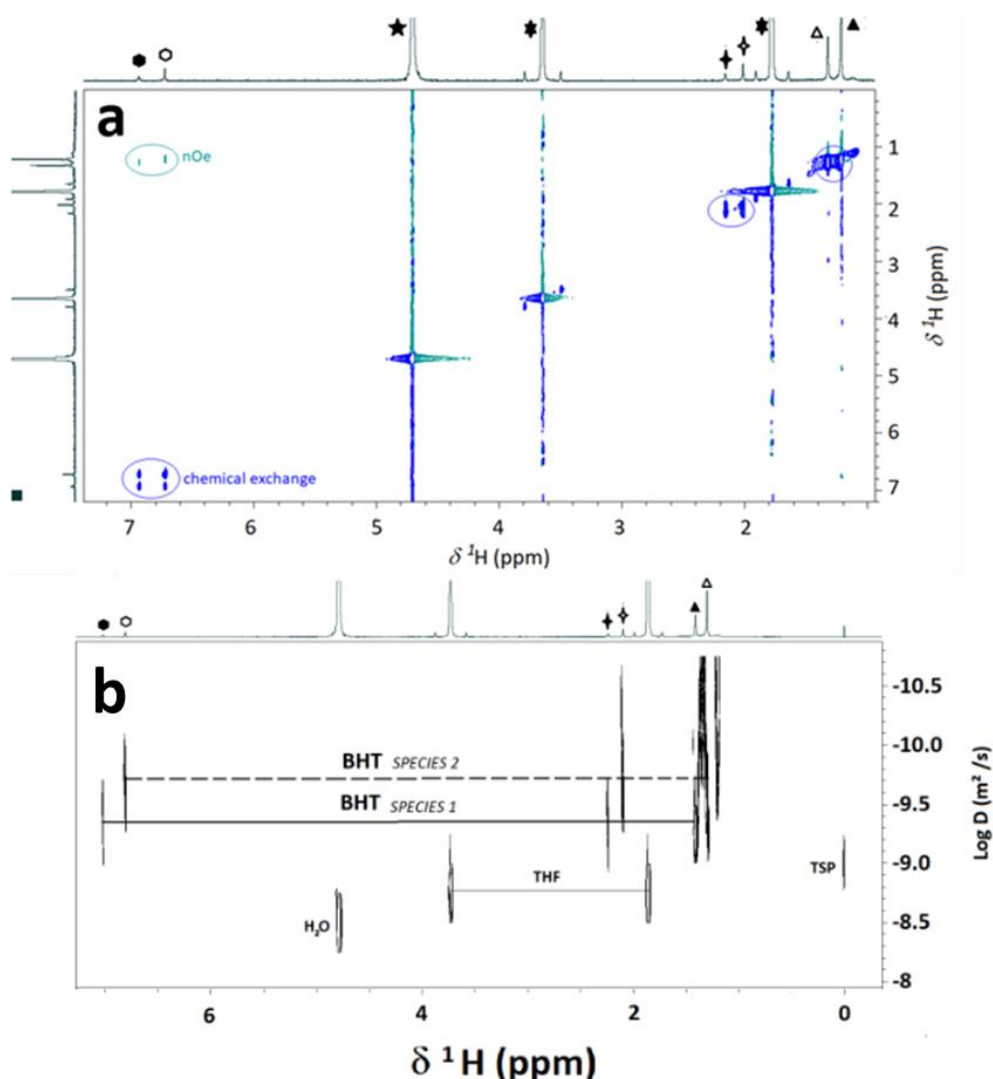 a
nOe
chemical exchange
1
2
3
4
5
6
7
δ ¹H (ppm)
7 6 5 4 3 2
δ ¹H (ppm)
b
BHT SPECIES 2
BHT SPECIES 1
THF
H₂O
TSP
-10.5
-10.0
-9.5
-9.0
-8.5
-8
Log D (m² /s)
6 4 2 0
δ ¹ H (ppm)